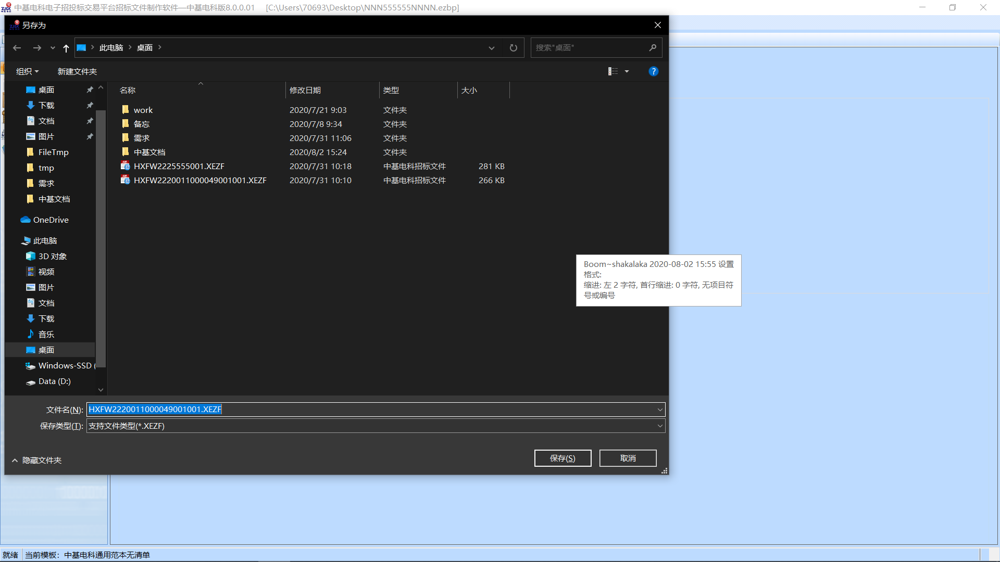 中基电科电子招投标交易平台招标文件制作软件—中基电科版8.0.0.01 [C:\Users\70693\Desktop\NNN555555NNNN.ezbp]
另存为
此电脑 桌面
搜索"桌面"
组织
新建文件夹
名称 修改日期 类型 大小
work 2020/7/21 9:03 文件夹
备忘 2020/7/8 9:34 文件夹
需求 2020/7/31 11:06 文件夹
中基文档 2020/8/2 15:24 文件夹
HXFW2225555001.XEZF 2020/7/31 10:18 中基电科招标文件 281 KB
HXFW2220011000049001001.XEZF 2020/7/31 10:10 中基电科招标文件 266 KB
桌面
下载
文档
图片
FileTmp
tmp
需求
中基文档
OneDrive
此电脑
3D 对象
视频
图片
文档
下载
音乐
桌面
Windows-SSD (
Data (D:)
Boom~shakalaka 2020-08-02 15:55 设置
格式:
缩进: 左 2 字符, 首行缩进: 0 字符, 无项目符
号或编号
文件名(N): HXFW2220011000049001001.XEZF
保存类型(T): 支持文件类型(*.XEZF)
隐藏文件夹
保存(S)
取消
就绪 当前模板：中基电科通用范本无清单